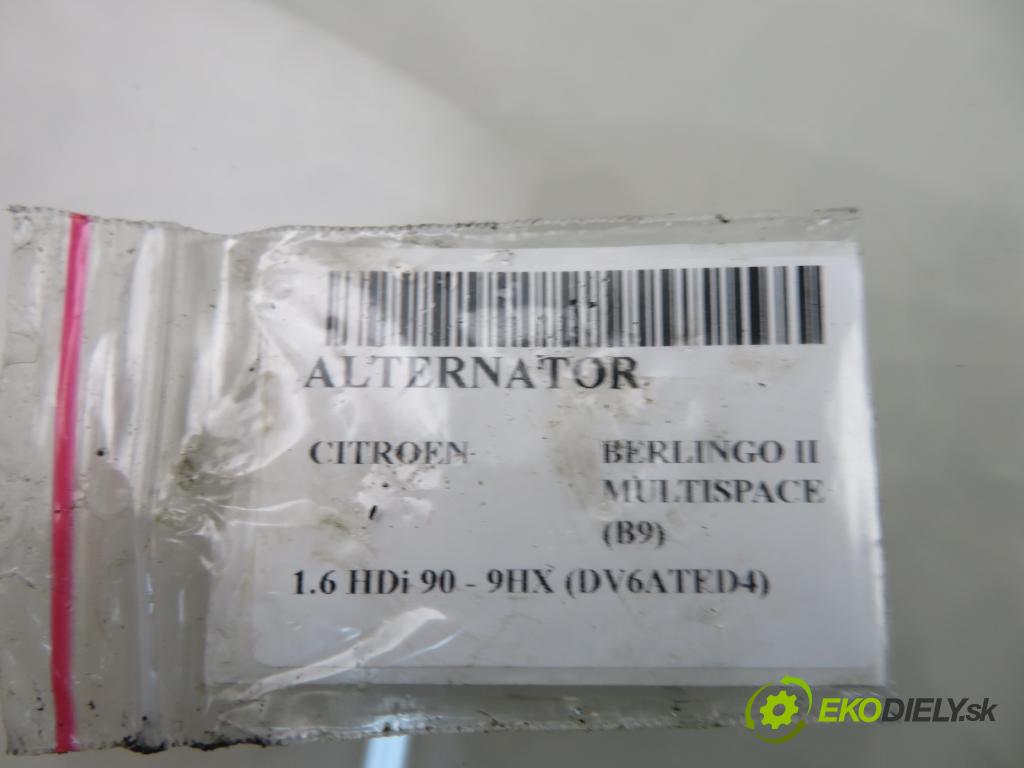 ALTERNATOR
CITROEN
BERLINGO II
MULTISPACE
(B9)
1.6 HDi 90 - 9HX (DV6ATED4)
EKODIELY.sk